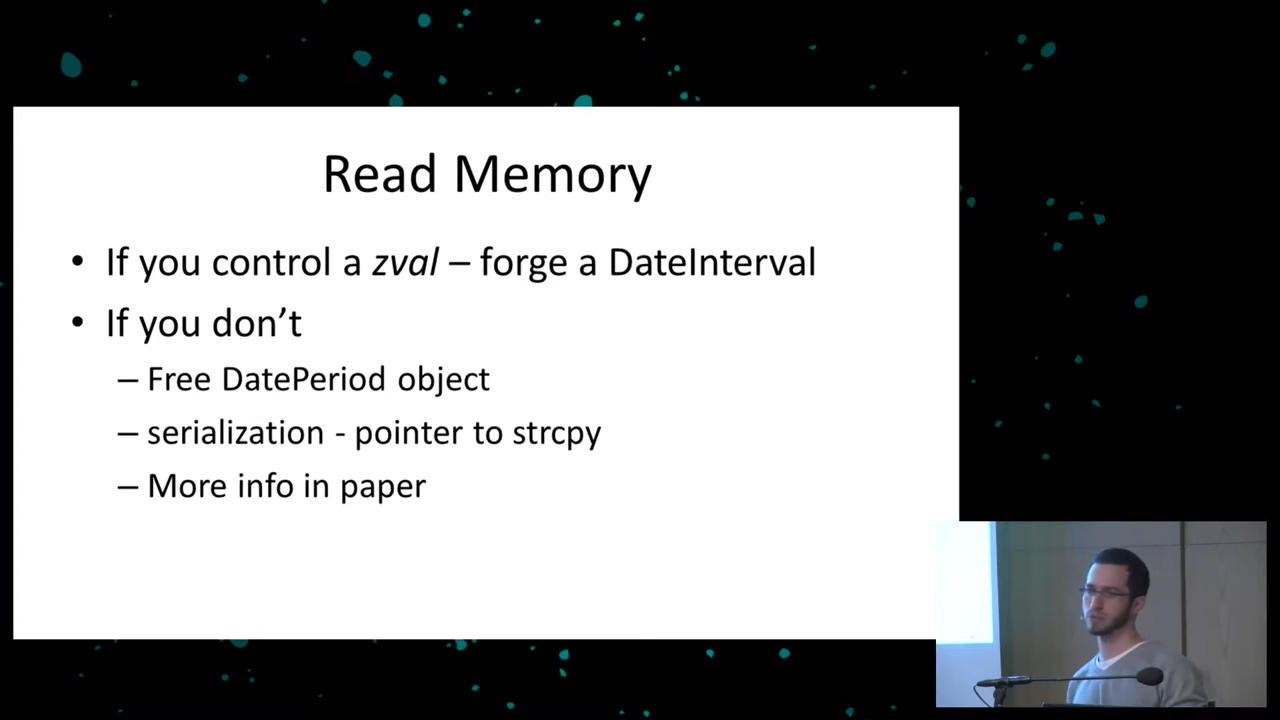 Read Memory
• If you control a zval – forge a DateInterval
• If you don’t
– Free DatePeriod object
– serialization - pointer to strcpy
– More info in paper